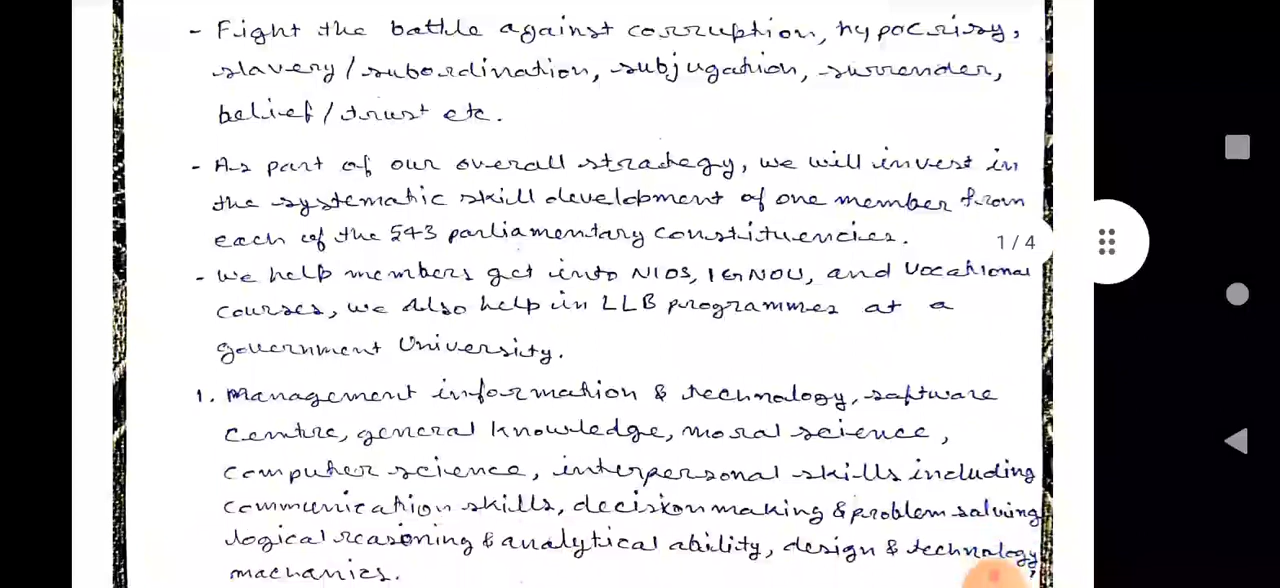 - Fight the battle against corruption, hypocrisy,
slavery/subordination, subjugation, surrender,
belief/trust etc.
- As part of our overall strategy, we will invest in
the systematic skill development of one member from
each of the 543 parliamentary constituencies.
1/4
- We help members get into NIOS, IGNOU, and Vocational
courses, we also help in LLB programmes at a
government University.
1. Management information & technology, software
centre, general knowledge, moral science,
computer science, interpersonal skills including
communication skills, decision making & problem solving
logical reasoning & analytical ability, design & technology,
machanics.